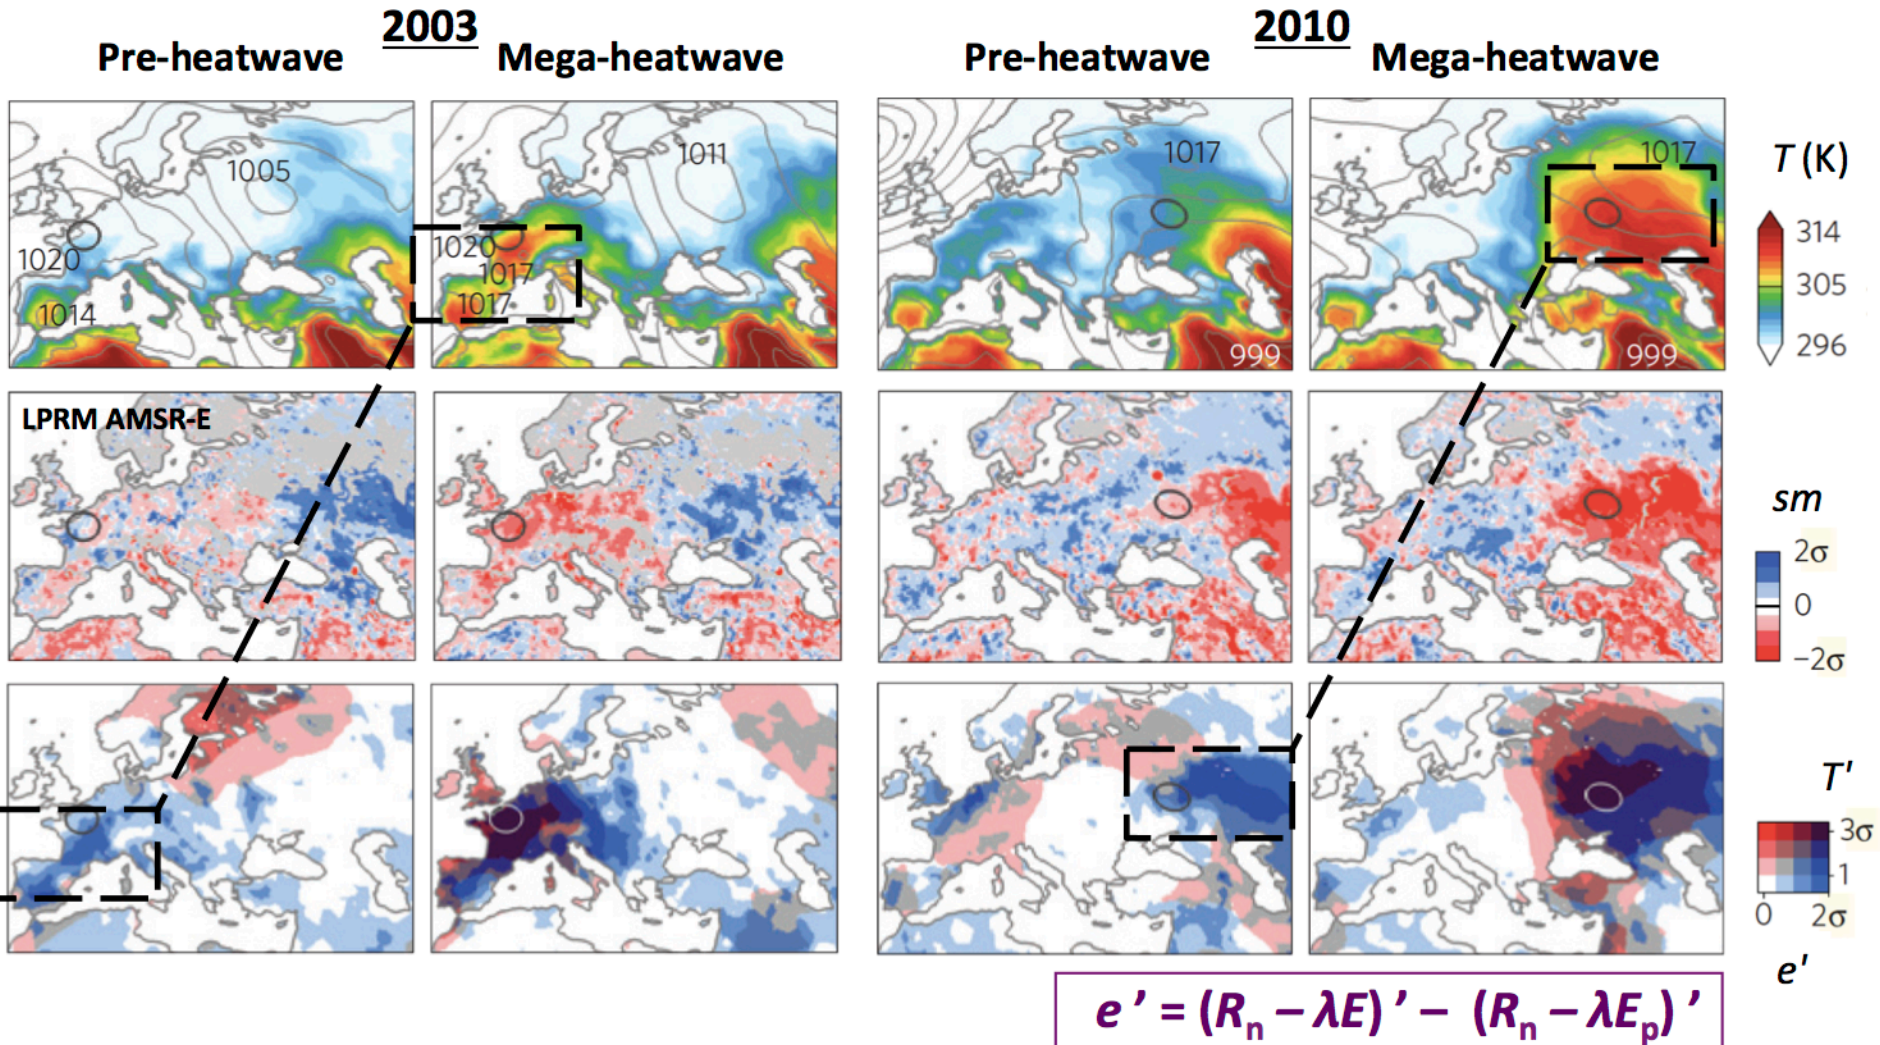 2003
2010
Pre-heatwave
Mega-heatwave
Pre-heatwave
Mega-heatwave
1005
1020
1014
1011
1020
1017
1017
1017
999
1017
999
T (K)
314
305
296
LPRM AMSR-E
sm
2σ
0
−2σ
T'
3σ
1
0
2σ
e'
e ’ = (Rn – λE) ’ – (Rn – λEp) ’